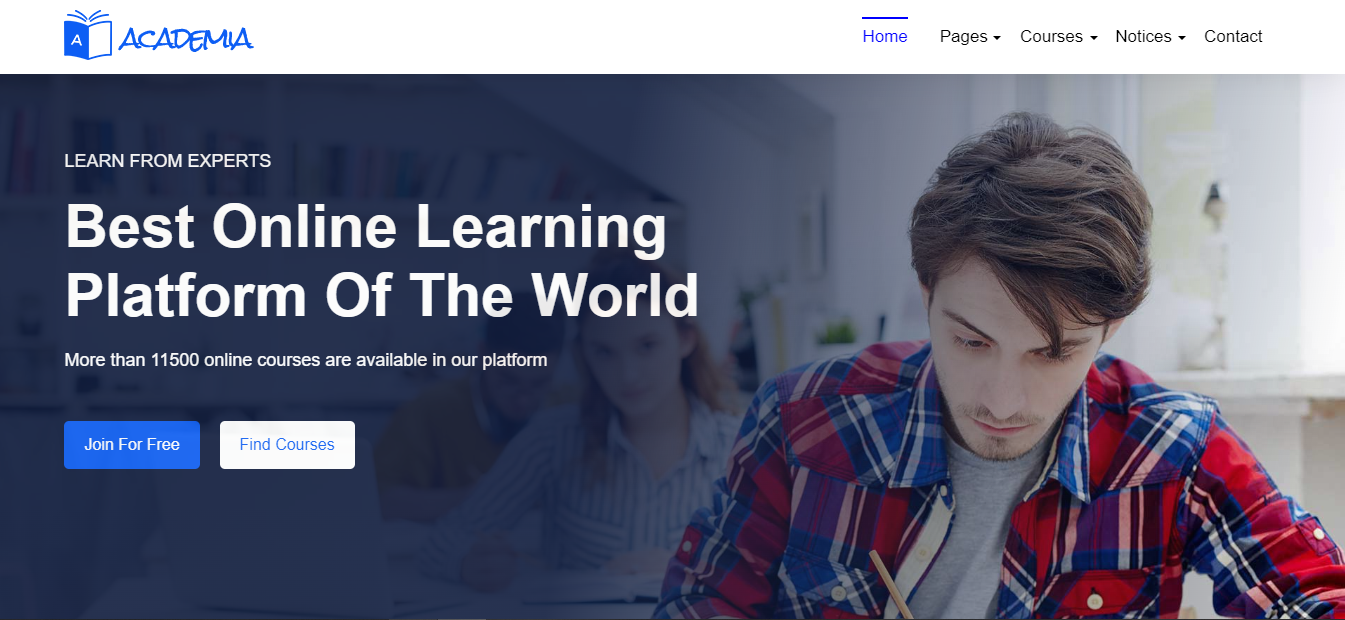 A
ACADEMIA
Home Pages Courses Notices Contact
LEARN FROM EXPERTS
Best Online Learning
Platform Of The World
More than 11500 online courses are available in our platform
Join For Free Find Courses